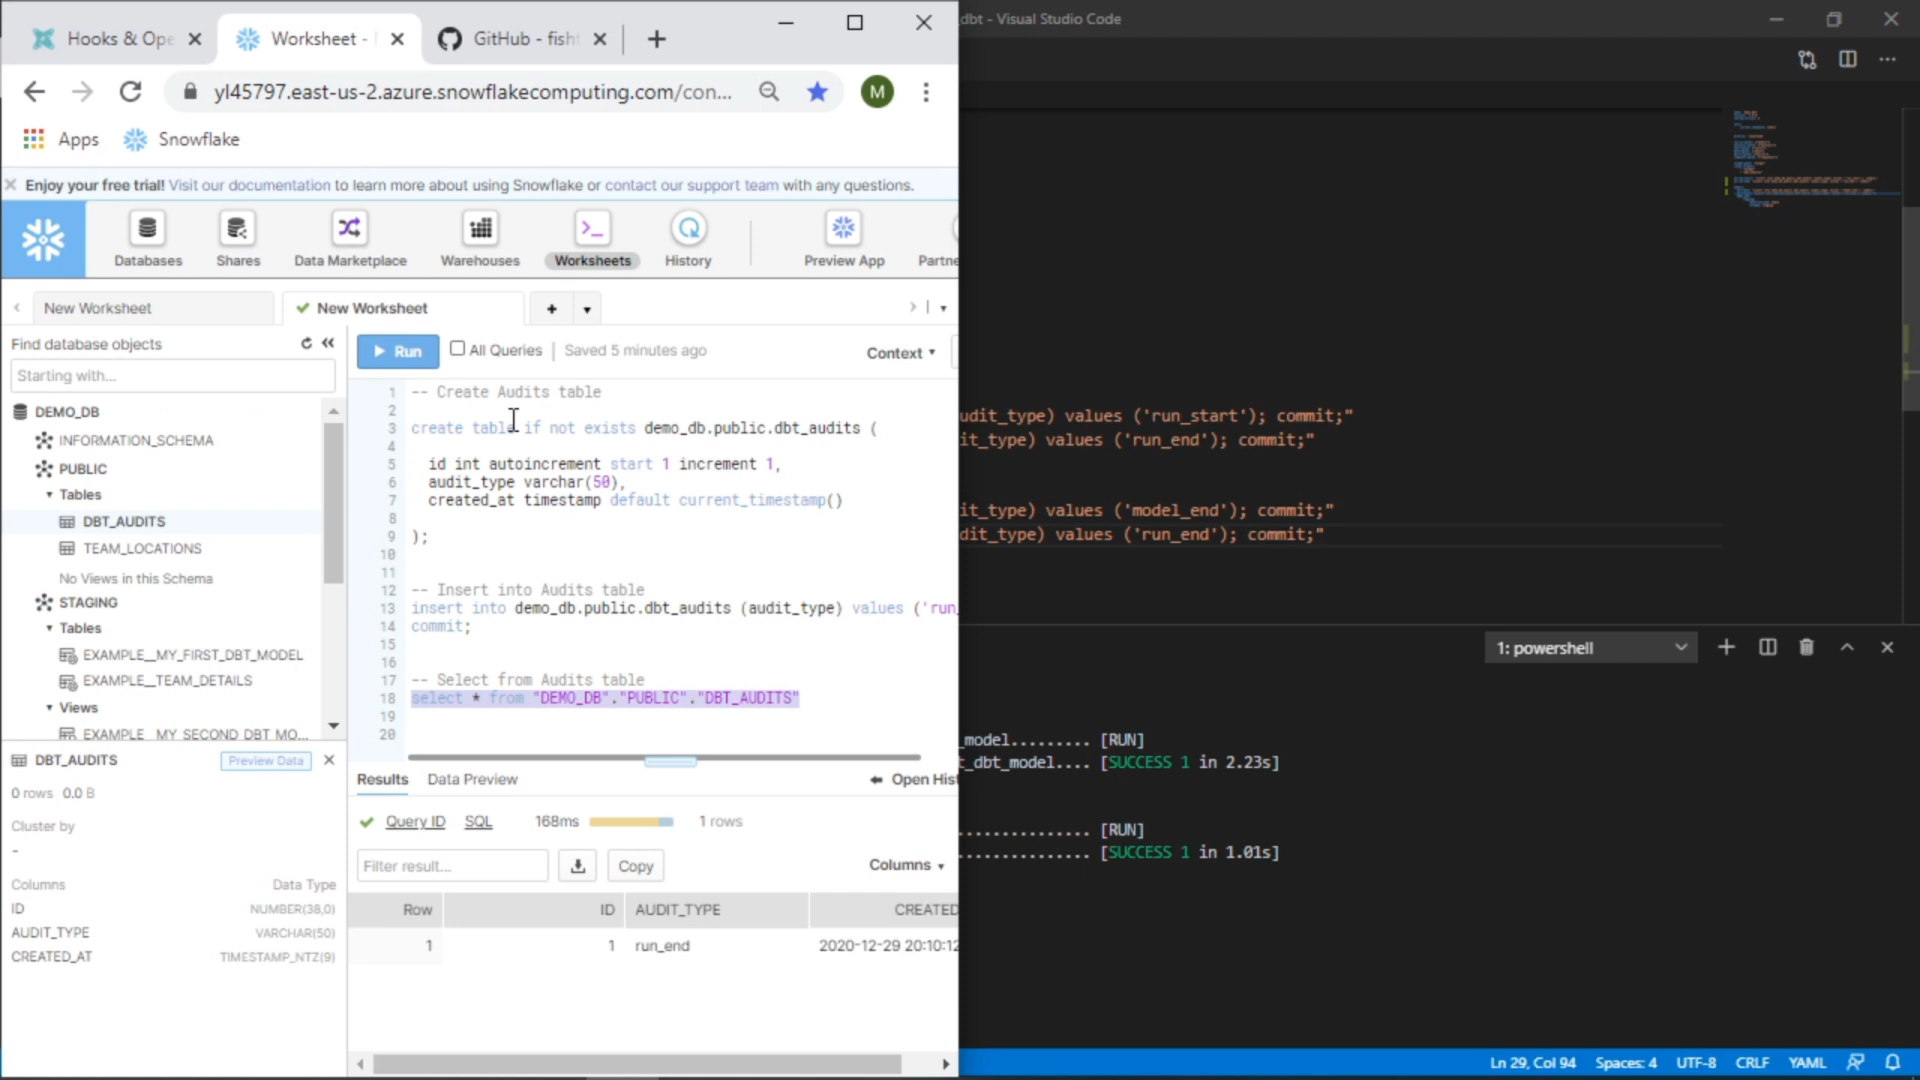 Hooks & Ope
Worksheet -
GitHub - fisht
dbt - Visual Studio Code
yl45797.east-us-2.azure.snowflakecomputing.com/con...
M
Apps
Snowflake
Enjoy your free trial! Visit our documentation to learn more about using Snowflake or contact our support team with any questions.
Databases
Shares
Data Marketplace
Warehouses
Worksheets
History
Preview App
Partne
New Worksheet
New Worksheet
Find database objects
Starting with...
DEMO_DB
INFORMATION_SCHEMA
PUBLIC
Tables
DBT_AUDITS
TEAM_LOCATIONS
No Views in this Schema
STAGING
Tables
EXAMPLE__MY_FIRST_DBT_MODEL
EXAMPLE__TEAM_DETAILS
Views
EXAMPLE__MY_SECOND_DBT_MO...
DBT_AUDITS
Preview Data
0 rows 0.0 B
Cluster by
-
Columns Data Type
ID NUMBER(38,0)
AUDIT_TYPE VARCHAR(50)
CREATED_AT TIMESTAMP_NTZ(9)
Run
All Queries
Saved 5 minutes ago
Context
1 -- Create Audits table
2
3 create table if not exists demo_db.public.dbt_audits (
4
5 id int autoincrement start 1 increment 1,
6 audit_type varchar(50),
7 created_at timestamp default current_timestamp()
8
9 );
10
11
12 -- Insert into Audits table
13 insert into demo_db.public.dbt_audits (audit_type) values ('run_
14 commit;
15
16
17 -- Select from Audits table
18 select * from "DEMO_DB"."PUBLIC"."DBT_AUDITS"
19
20
Results
Data Preview
Open Hist
Query ID SQL 168ms 1 rows
Filter result...
Copy
Columns
Row ID AUDIT_TYPE CREATED
1 1 run_end 2020-12-29 20:10:12
udit_type) values ('run_start'); commit;"
it_type) values ('run_end'); commit;"
it_type) values ('model_end'); commit;"
dit_type) values ('run_end'); commit;"
1: powershell
_model......... [RUN]
t_dbt_model.... [SUCCESS 1 in 2.23s]
............... [RUN]
............... [SUCCESS 1 in 1.01s]
Ln 29, Col 94 Spaces: 4 UTF-8 CRLF YAML